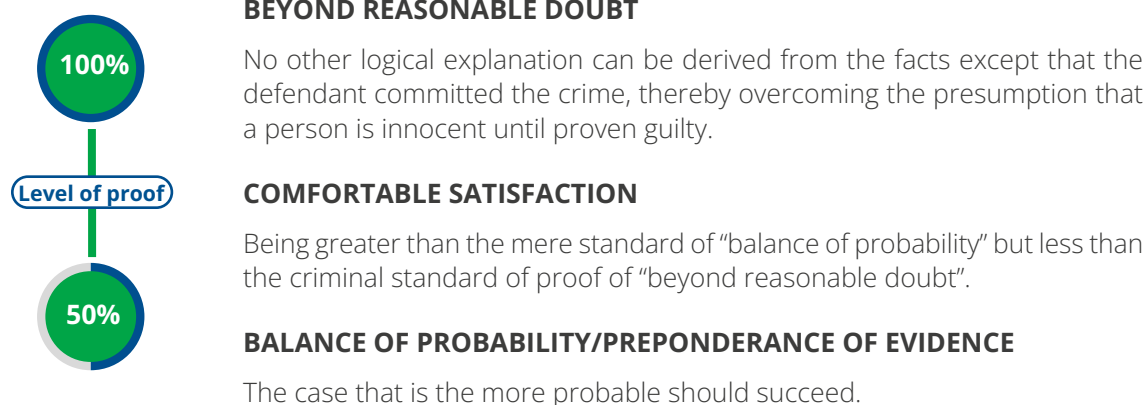 BEYOND REASONABLE DOUBT
100%
No other logical explanation can be derived from the facts except that the
defendant committed the crime, thereby overcoming the presumption that
a person is innocent until proven guilty.
Level of proof
COMFORTABLE SATISFACTION
Being greater than the mere standard of “balance of probability” but less than
the criminal standard of proof of “beyond reasonable doubt”.
50%
BALANCE OF PROBABILITY/PREPONDERANCE OF EVIDENCE
The case that is the more probable should succeed.